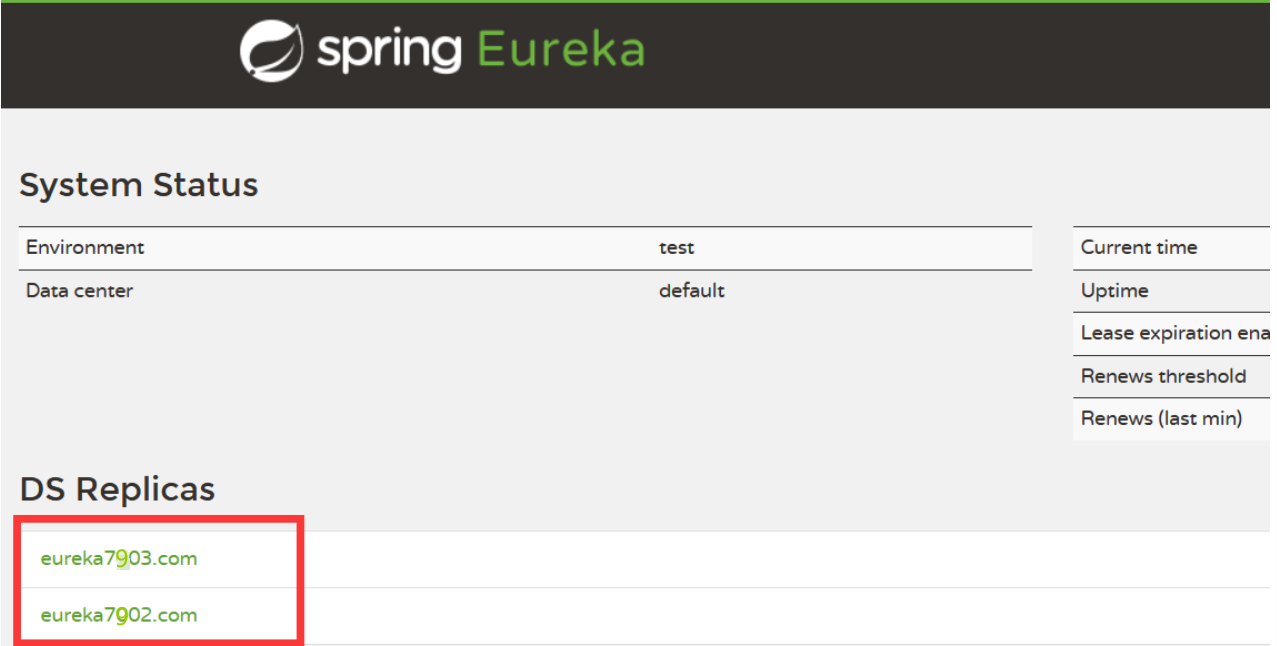 spring Eureka
System Status
Environment test
Data center default
Current time
Uptime
Lease expiration ena
Renews threshold
Renews (last min)
DS Replicas
eureka7903.com
eureka7902.com